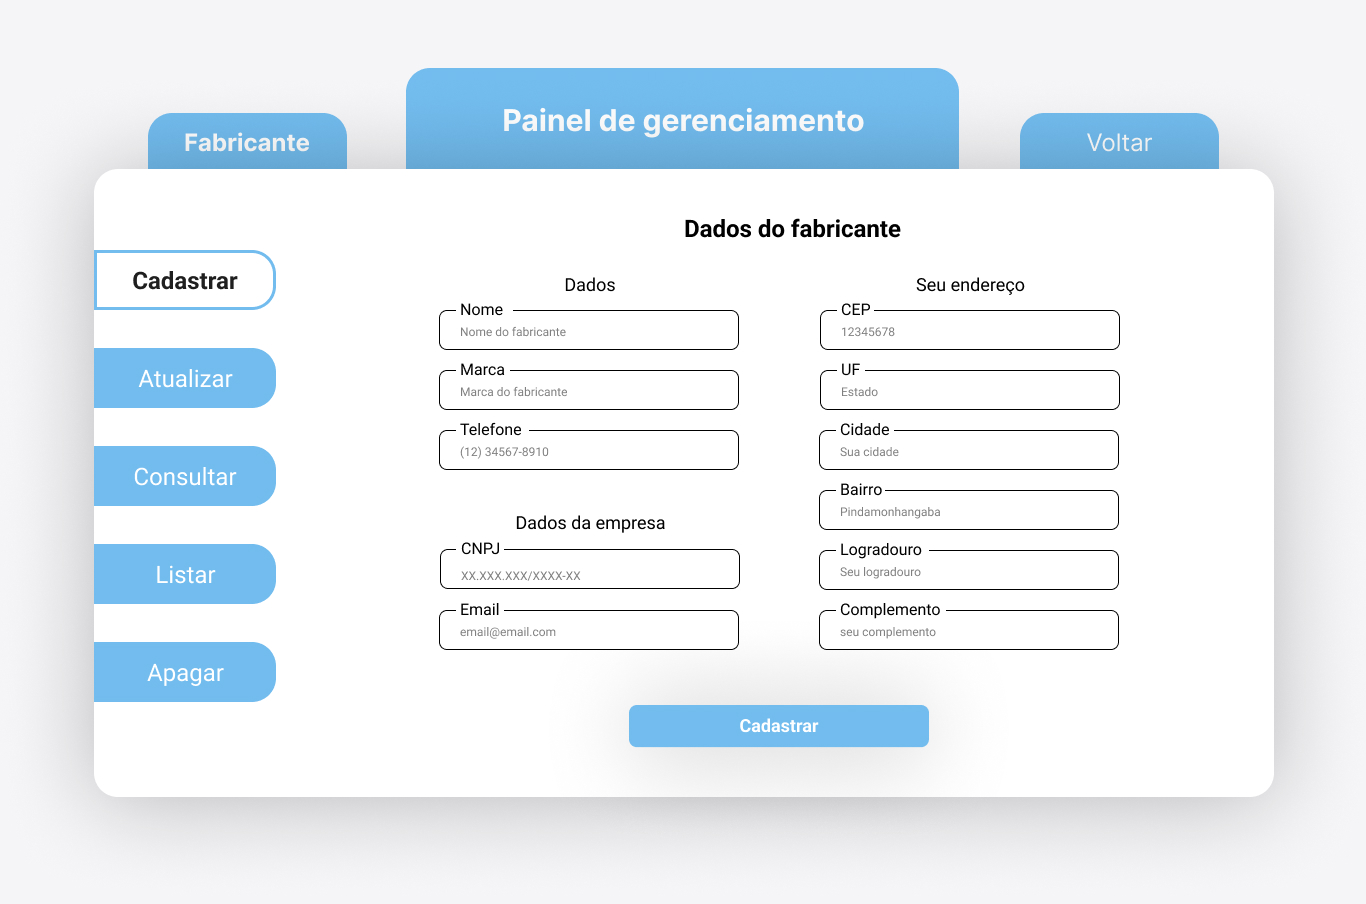 Fabricante
Painel de gerenciamento
Voltar
Cadastrar
Atualizar
Consultar
Listar
Apagar
Dados do fabricante
Dados
Nome
Nome do fabricante
Marca
Marca do fabricante
Telefone
(12) 34567-8910
Dados da empresa
CNPJ
XX.XXX.XXX/XXXX-XX
Email
email@email.com
Seu endereço
CEP
12345678
UF
Estado
Cidade
Sua cidade
Bairro
Pindamonhangaba
Logradouro
Seu logradouro
Complemento
seu complemento
Cadastrar